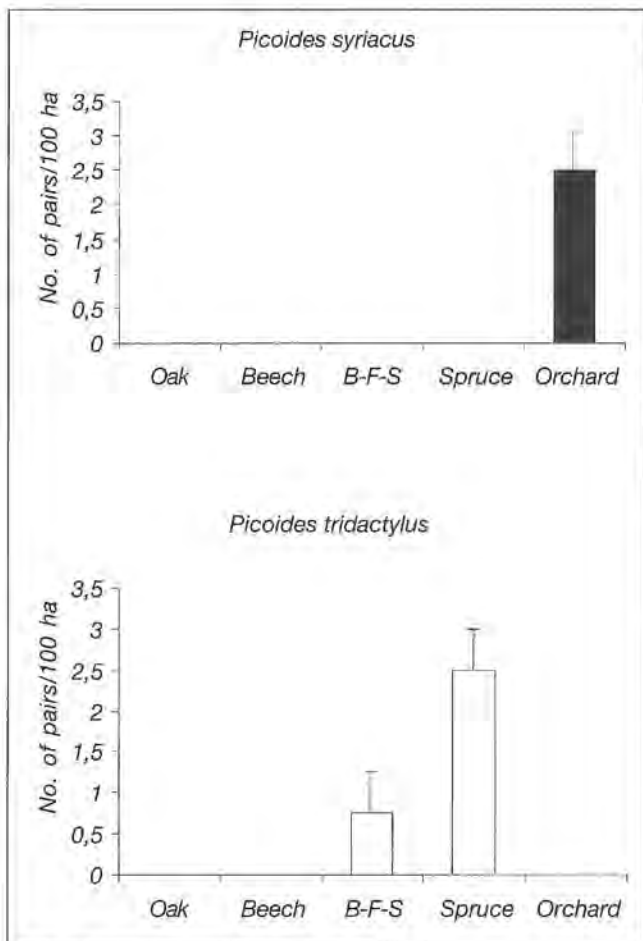 Picoides syriacus
No. of pairs/100 ha
3,5
3
2,5
2
1,5
1
0,5
0
Oak Beech B-F-S Spruce Orchard
Picoides tridactylus
No. of pairs/100 ha
3,5
3
2,5
2
1,5
1
0,5
0
Oak Beech B-F-S Spruce Orchard